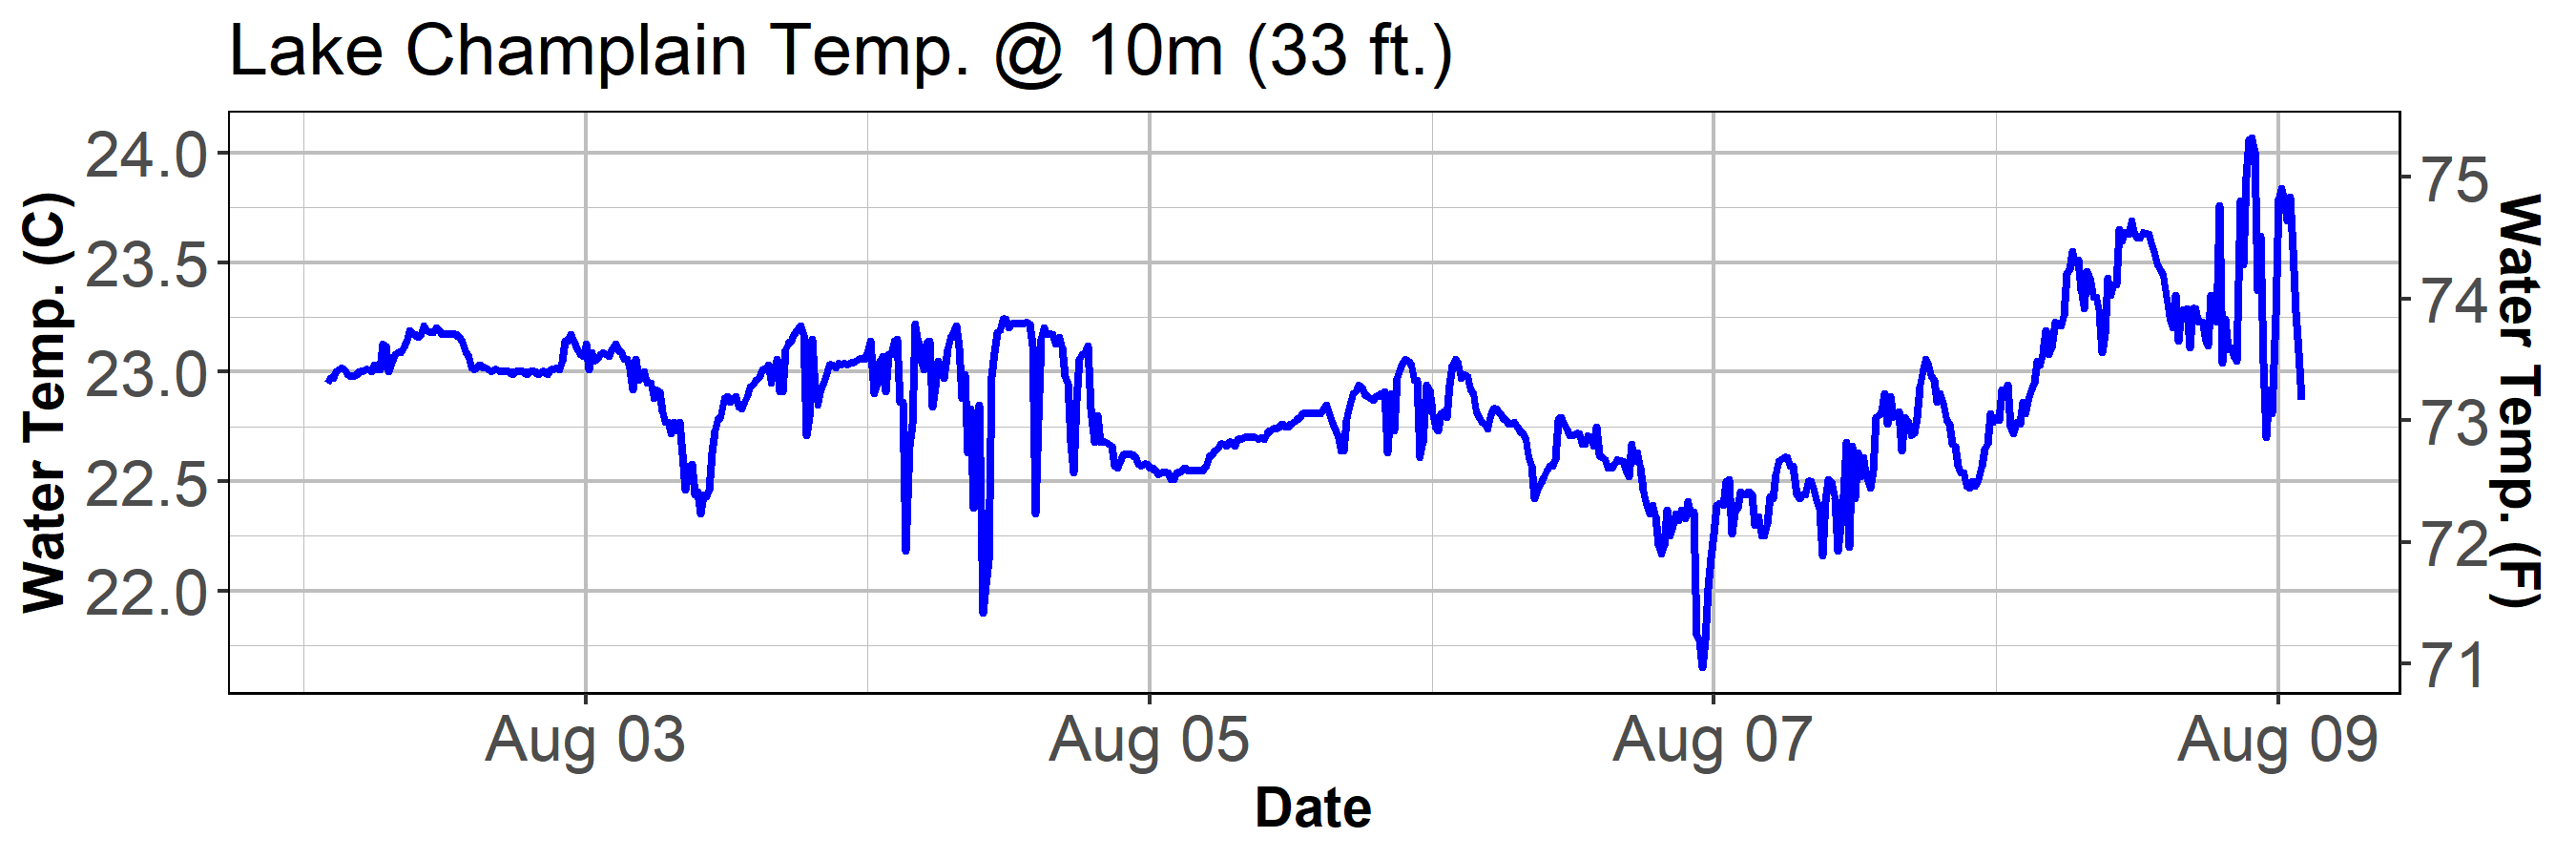 Lake Champlain Temp. @ 10m (33 ft.)
Water Temp. (C)
24.0
23.5
23.0
22.5
22.0
75
74
73
72
71
Water Temp. (F)
Aug 03 Aug 05 Aug 07 Aug 09
Date